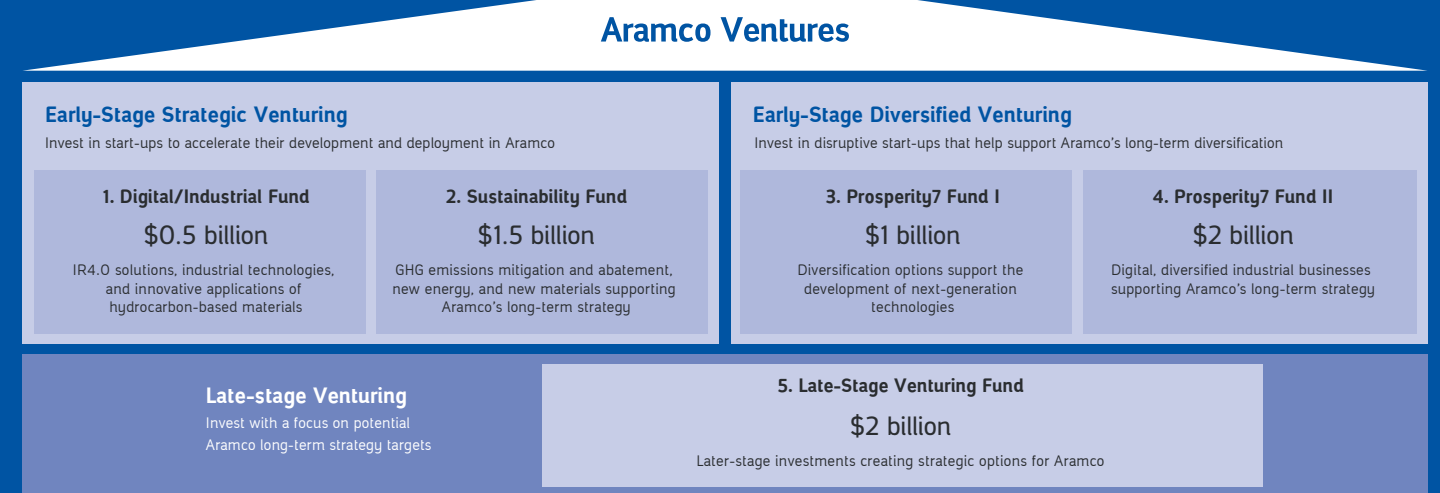 Aramco Ventures
Early-Stage Strategic Venturing
Invest in start-ups to accelerate their development and deployment in Aramco
1. Digital/Industrial Fund
$0.5 billion
IR4.0 solutions, industrial technologies,
and innovative applications of
hydrocarbon-based materials
2. Sustainability Fund
$1.5 billion
GHG emissions mitigation and abatement,
new energy, and new materials supporting
Aramco's long-term strategy
Early-Stage Diversified Venturing
Invest in disruptive start-ups that help support Aramco's long-term diversification
3. Prosperity7 Fund I
$1 billion
Diversification options support the
development of next-generation
technologies
4. Prosperity7 Fund II
$2 billion
Digital, diversified industrial businesses
supporting Aramco's long-term strategy
Late-stage Venturing
Invest with a focus on potential
Aramco long-term strategy targets
5. Late-Stage Venturing Fund
$2 billion
Later-stage investments creating strategic options for Aramco